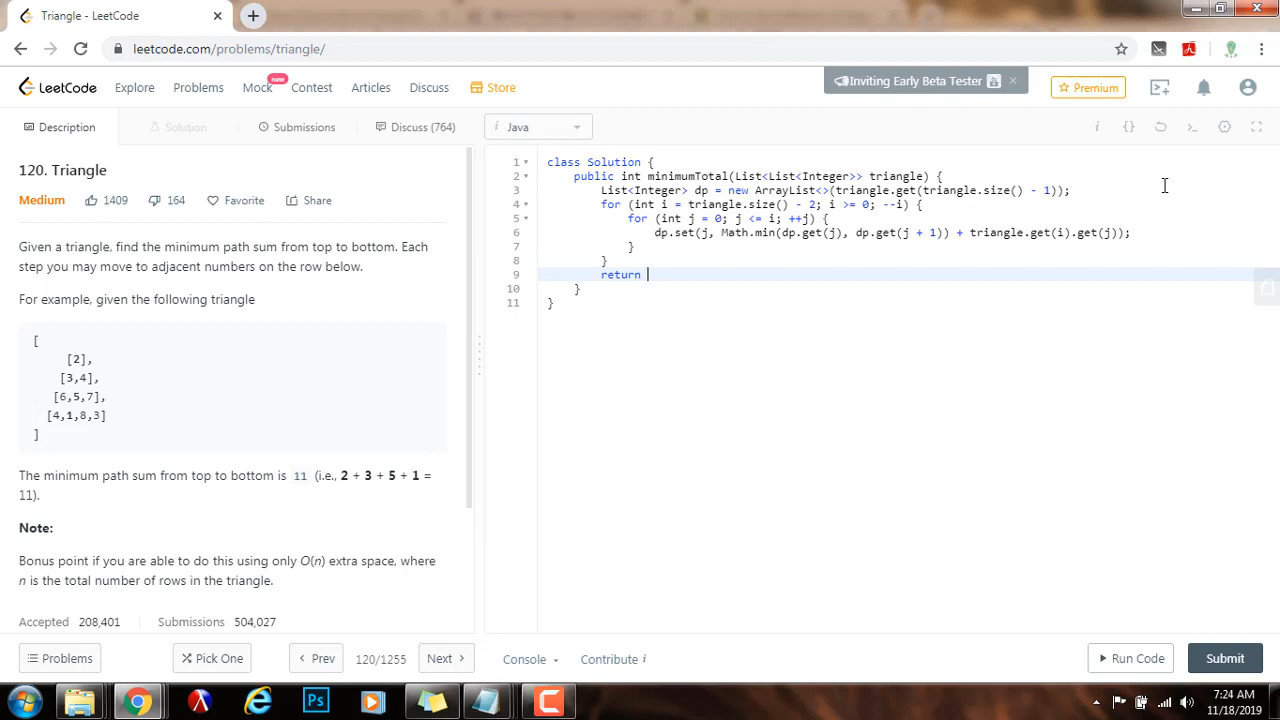 Triangle - LeetCode
leetcode.com/problems/triangle/
LeetCode
Explore
Problems
Mock
new
Contest
Articles
Discuss
Store
Inviting Early Beta Tester
Premium
Description
Solution
Submissions
Discuss (764)
i Java
120. Triangle
Medium
1409
164
Favorite
Share
Given a triangle, find the minimum path sum from top to bottom. Each
step you may move to adjacent numbers on the row below.
For example, given the following triangle
[
[2],
[3,4],
[6,5,7],
[4,1,8,3]
]
The minimum path sum from top to bottom is 11 (i.e., 2 + 3 + 5 + 1 =
11).
Note:
Bonus point if you are able to do this using only O(n) extra space, where
n is the total number of rows in the triangle.
Accepted 208,401
Submissions 504,027
1 class Solution {
2 public int minimumTotal(List<List<Integer>> triangle) {
3 List<Integer> dp = new ArrayList<>(triangle.get(triangle.size() - 1));
4 for (int i = triangle.size() - 2; i >= 0; --i) {
5 for (int j = 0; j <= i; ++j) {
6 dp.set(j, Math.min(dp.get(j), dp.get(j + 1)) + triangle.get(i).get(j));
7 }
8 }
9 return
10 }
11 }
Problems
Pick One
Prev
120/1255
Next
Console
Contribute i
Run Code
Submit
Ps
7:24 AM
11/18/2019